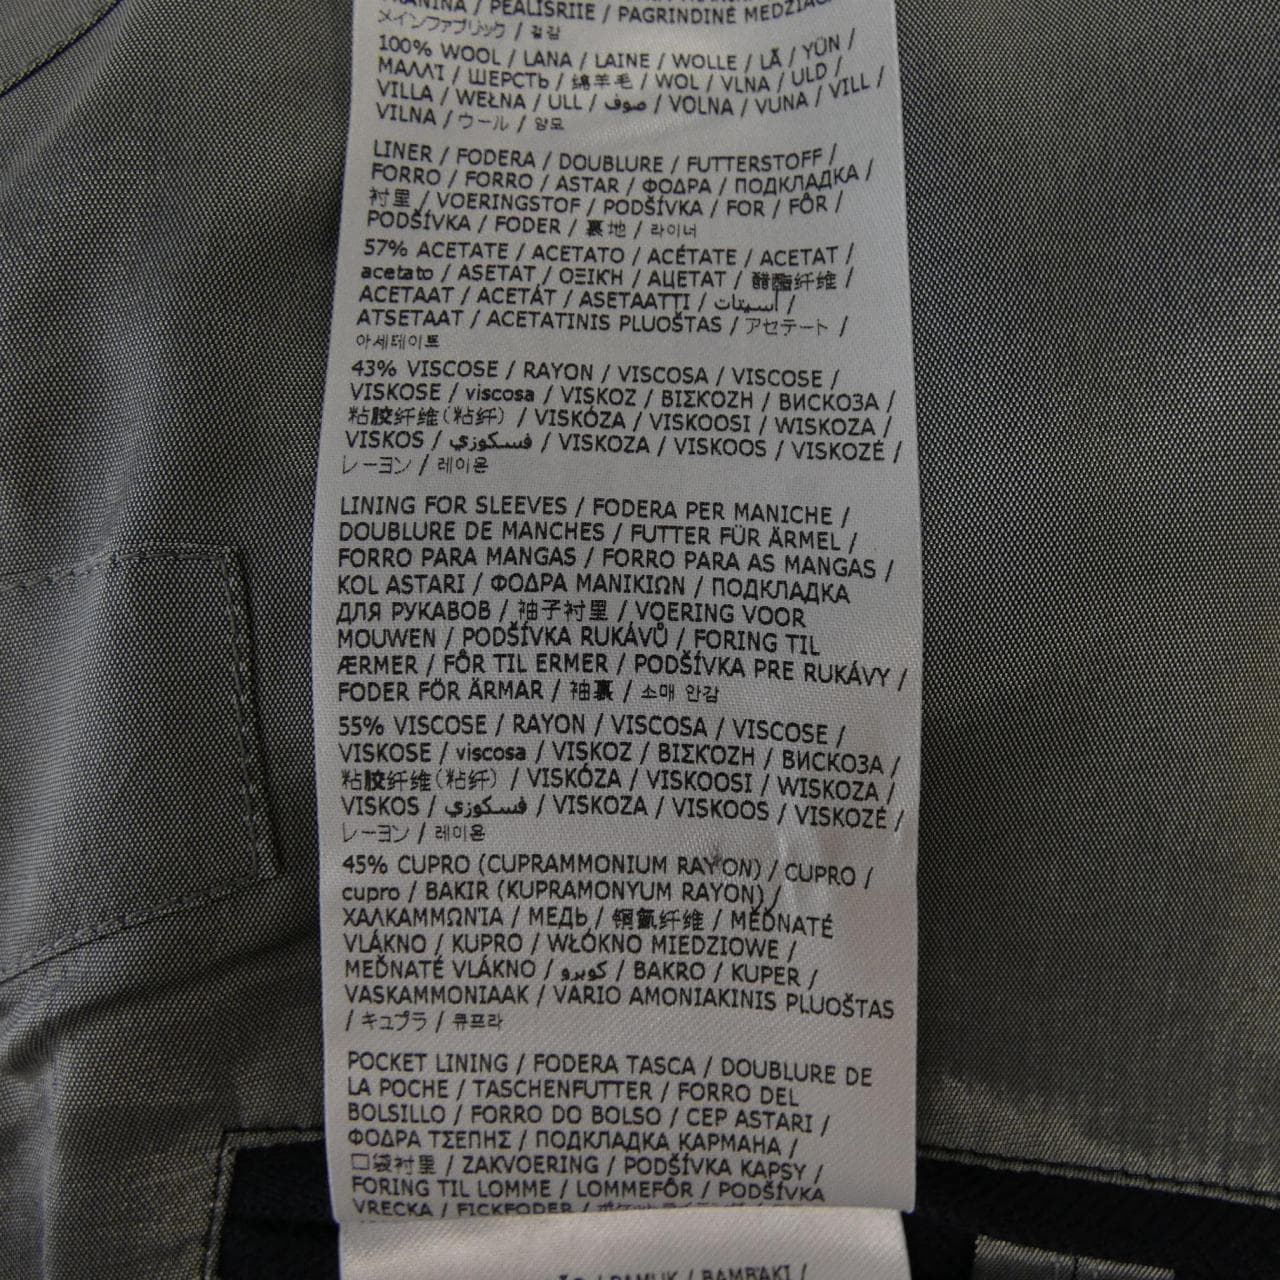 / PEALISRIIE / PAGRINDINĖ
メインファブリック / 겉감
100% WOOL / LANA / LAINE / WOLLE / LÃ / YÜN /
ΜΑΛΛΊ / ШЕРСТЬ / 绵羊毛 / WOL / VLNA / ULD /
VILLA / WEŁNA / ULL / صوف / VOLNA / VUNA / VILL /
VILNA / ウール / 양모
LINER / FODERA / DOUBLURE / FUTTERSTOFF /
FORRO / FORRO / ASTAR / ΦΟΔΡΑ / ПОДКЛАДКА /
衬里 / VOERINGSTOF / PODŠÍVKA / FOR / FÔR /
PODŠÍVKA / FODER / 裏地 / 라이너
57% ACETATE / ACETATO / ACÉTATE / ACETAT /
acetato / ASETAT / ΟΞΙΚΉ / АЦЕТАТ / 醋酯纤维 /
ACETAAT / ACETÁT / ASETAATTI / أسيتات /
ATSETAAT / ACETATINIS PLUOŠTAS / アセテート /
아세테이트
43% VISCOSE / RAYON / VISCOSA / VISCOSE /
VISKOSE / viscosa / VISKOZ / ΒΙΣΚΌΖΗ / ВИСКОЗА /
粘胶纤维(粘纤) / VISKÓZA / VISKOOSI / WISKOZA /
VISKOS / فسكوزي / VISKOZA / VISKOOS / VISKOZĖ /
レーヨン / 레이온
LINING FOR SLEEVES / FODERA PER MANICHE /
DOUBLURE DE MANCHES / FUTTER FÜR ÄRMEL /
FORRO PARA MANGAS / FORRO PARA AS MANGAS /
KOL ASTARI / ΦΟΔΡΑ ΜΑΝΙΚΙΩΝ / ПОДКЛАДКА
ДЛЯ РУКАВОВ / 袖子衬里 / VOERING VOOR
MOUWEN / PODŠÍVKA RUKÁVŮ / FORING TIL
ÆRMER / FÔR TIL ERMER / PODŠÍVKA PRE RUKÁVY /
FODER FÖR ÄRMAR / 袖裏 / 소매 안감
55% VISCOSE / RAYON / VISCOSA / VISCOSE /
VISKOSE / viscosa / VISKOZ / ΒΙΣΚΌΖΗ / ВИСКОЗА /
粘胶纤维(粘纤) / VISKÓZA / VISKOOSI / WISKOZA /
VISKOS / فسكوزي / VISKOZA / VISKOOS / VISKOZĖ /
レーヨン / 레이온
45% CUPRO (CUPRAMMONIUM RAYON) / CUPRO /
cupro / BAKIR (KUPRAMONYUM RAYON) /
ΧΑΛΚΑΜΜΩΝΊΑ / МЕДЬ / 铜氨纤维 / MĚĎNATÉ
VLÁKNO / KUPRO / WŁÓKNO MIEDZIOWE /
MEĎNATÉ VLÁKNO / كوبرو / BAKRO / KUPER /
VASKAMMONIAAK / VARIO AMONIAKINIS PLUOŠTAS
/ キュプラ / 큐프라
POCKET LINING / FODERA TASCA / DOUBLURE DE
LA POCHE / TASCHENFUTTER / FORRO DEL
BOLSILLO / FORRO DO BOLSO / CEP ASTARI /
ΦΟΔΡΑ ΤΣΕΠΗΣ / ПОДКЛАДКА КАРМАНА /
口袋衬里 / ZAKVOERING / PODŠÍVKA KAPSY /
FORING TIL LOMME / LOMMEFÔR / PODŠÍVKA
VRECKA / FICKFODER /
/ PAMUK / ΒΑΜΒΆΚΙ /